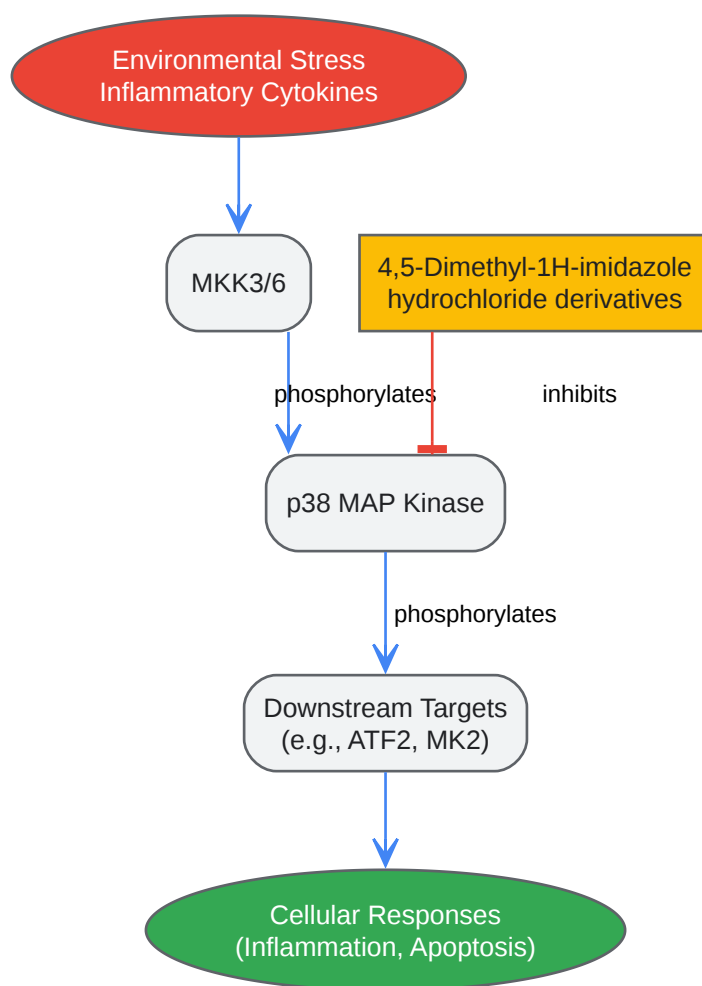 Environmental Stress
Inflammatory Cytokines
MKK3/6
4,5-Dimethyl-1H-imidazole
hydrochloride derivatives
phosphorylates
inhibits
p38 MAP Kinase
phosphorylates
Downstream Targets
(e.g., ATF2, MK2)
Cellular Responses
(Inflammation, Apoptosis)